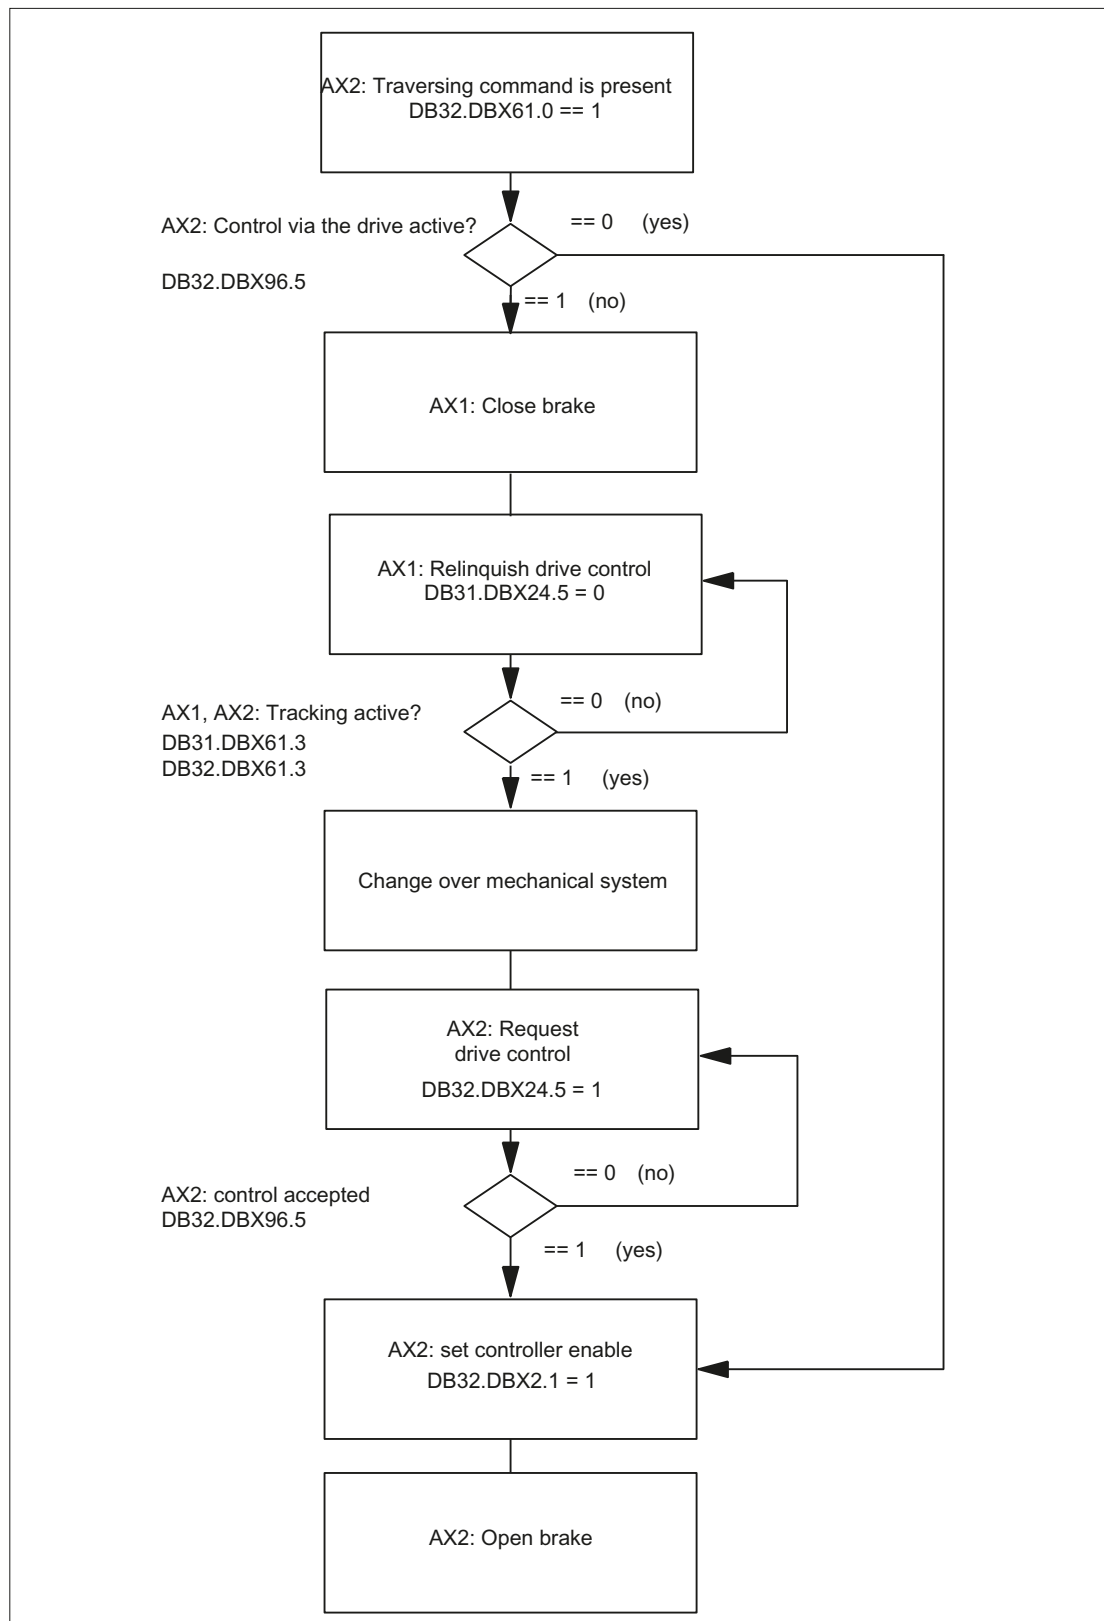 AX2: Traversing command is present
DB32.DBX61.0 == 1
AX2: Control via the drive active?
== 0 (yes)
DB32.DBX96.5
== 1 (no)
AX1: Close brake
AX1: Relinquish drive control
DB31.DBX24.5 = 0
== 0 (no)
AX1, AX2: Tracking active?
DB31.DBX61.3
DB32.DBX61.3
== 1 (yes)
Change over mechanical system
AX2: Request
drive control
DB32.DBX24.5 = 1
== 0 (no)
AX2: control accepted
DB32.DBX96.5
== 1 (yes)
AX2: set controller enable
DB32.DBX2.1 = 1
AX2: Open brake